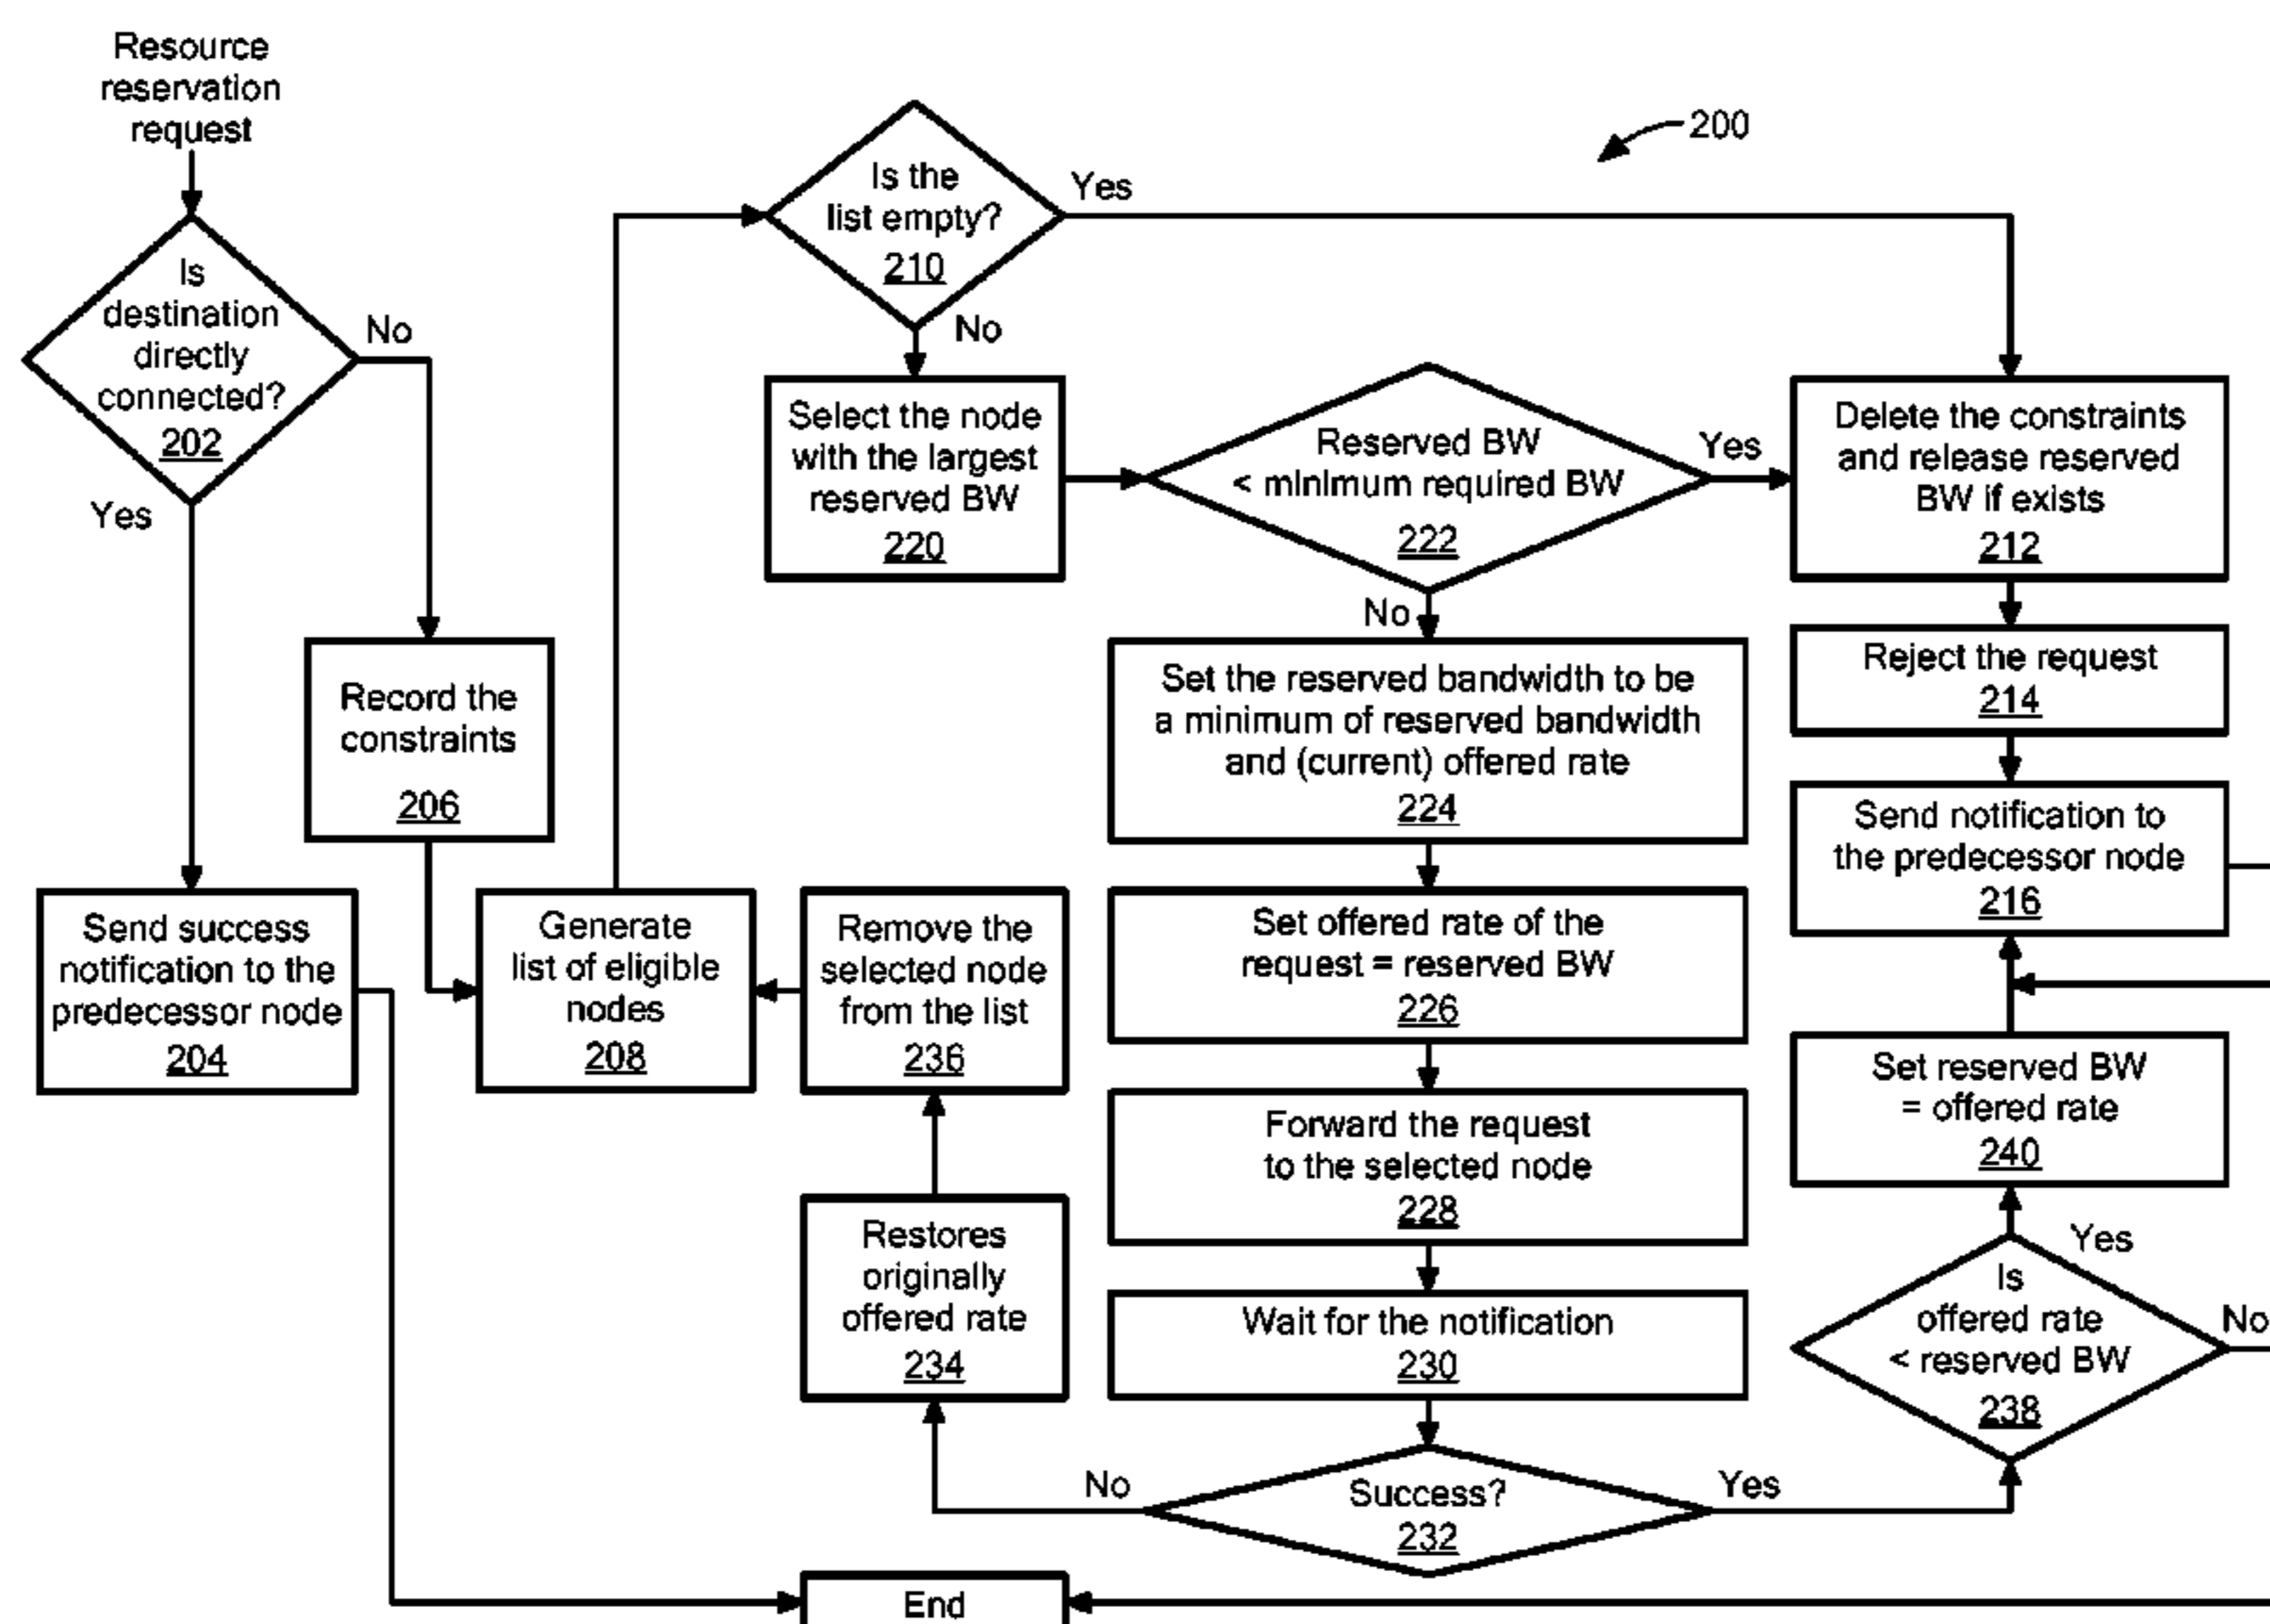 Resource
reservation
request
Is
destination
directly
connected?
202
No
Yes
Send success
notification to the
predecessor node
204
Record the
constraints
206
Generate
list of eligible
nodes
208
Is the
list empty?
210
Yes
No
200
Select the node
with the largest
reserved BW
220
Reserved BW
< minimum required BW
222
Yes
No
Delete the constraints
and release reserved
BW if exists
212
Reject the request
214
Send notification to
the predecessor node
216
Set the reserved bandwidth to be
a minimum of reserved bandwidth
and (current) offered rate
224
Set offered rate of the
request = reserved BW
226
Forward the request
to the selected node
228
Wait for the notification
230
Success?
232
No
Yes
Restores
originally
offered rate
234
Remove the
selected node
from the list
236
Is
offered rate
< reserved BW
238
Yes
No
Set reserved BW
= offered rate
240
End